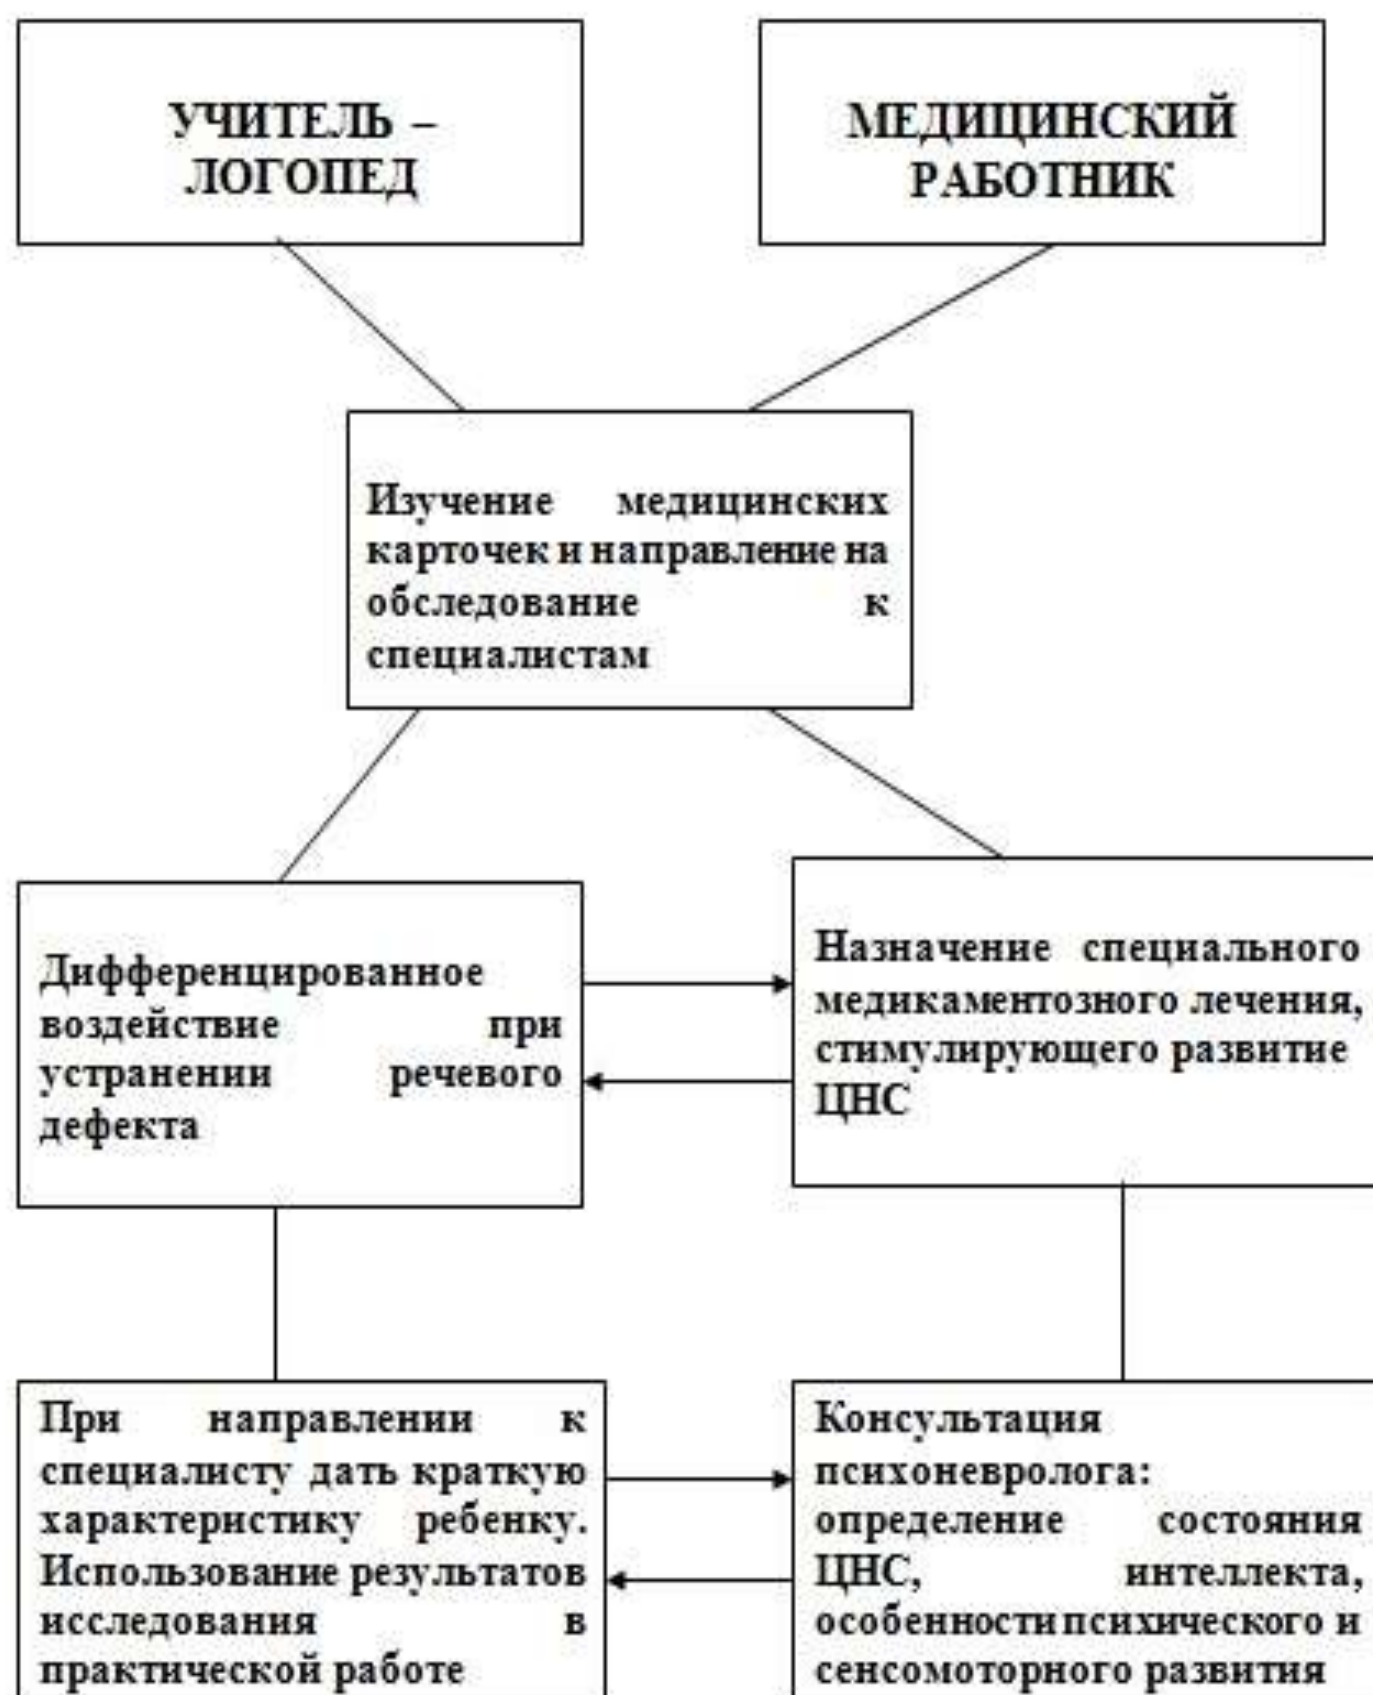 УЧИТЕЛЬ –
ЛОГОПЕД
МЕДИЦИНСКИЙ
РАБОТНИК
Изучение медицинских
карточек и направление на
обследование к
специалистам
Дифференцированное
воздействие при
устранении речевого
дефекта
Назначение специального
медикаментозного лечения,
стимулирующего развитие
ЦНС
При направлении к
специалисту дать краткую
характеристику ребенку.
Использование результатов
исследования в
практической работе
Консультация
психоневролога:
определение состояния
ЦНС, интеллекта,
особенности психического и
сенсомоторного развития